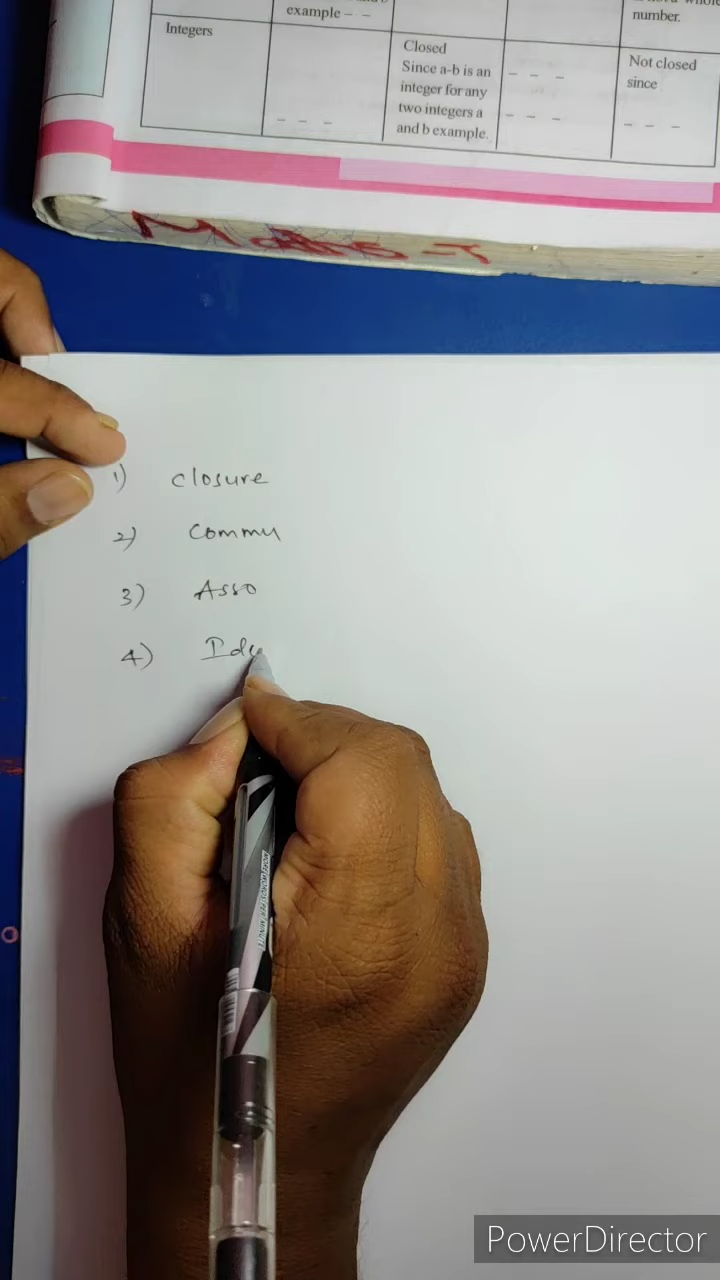 example – –
number.
Integers
– – –
Closed
Since a-b is an
integer for any
two integers a
and b example.
– – –
– – –
Not closed
since
– – –
Maths
1) closure
2) Commu
3) Asso
4) Ide
PowerDirector